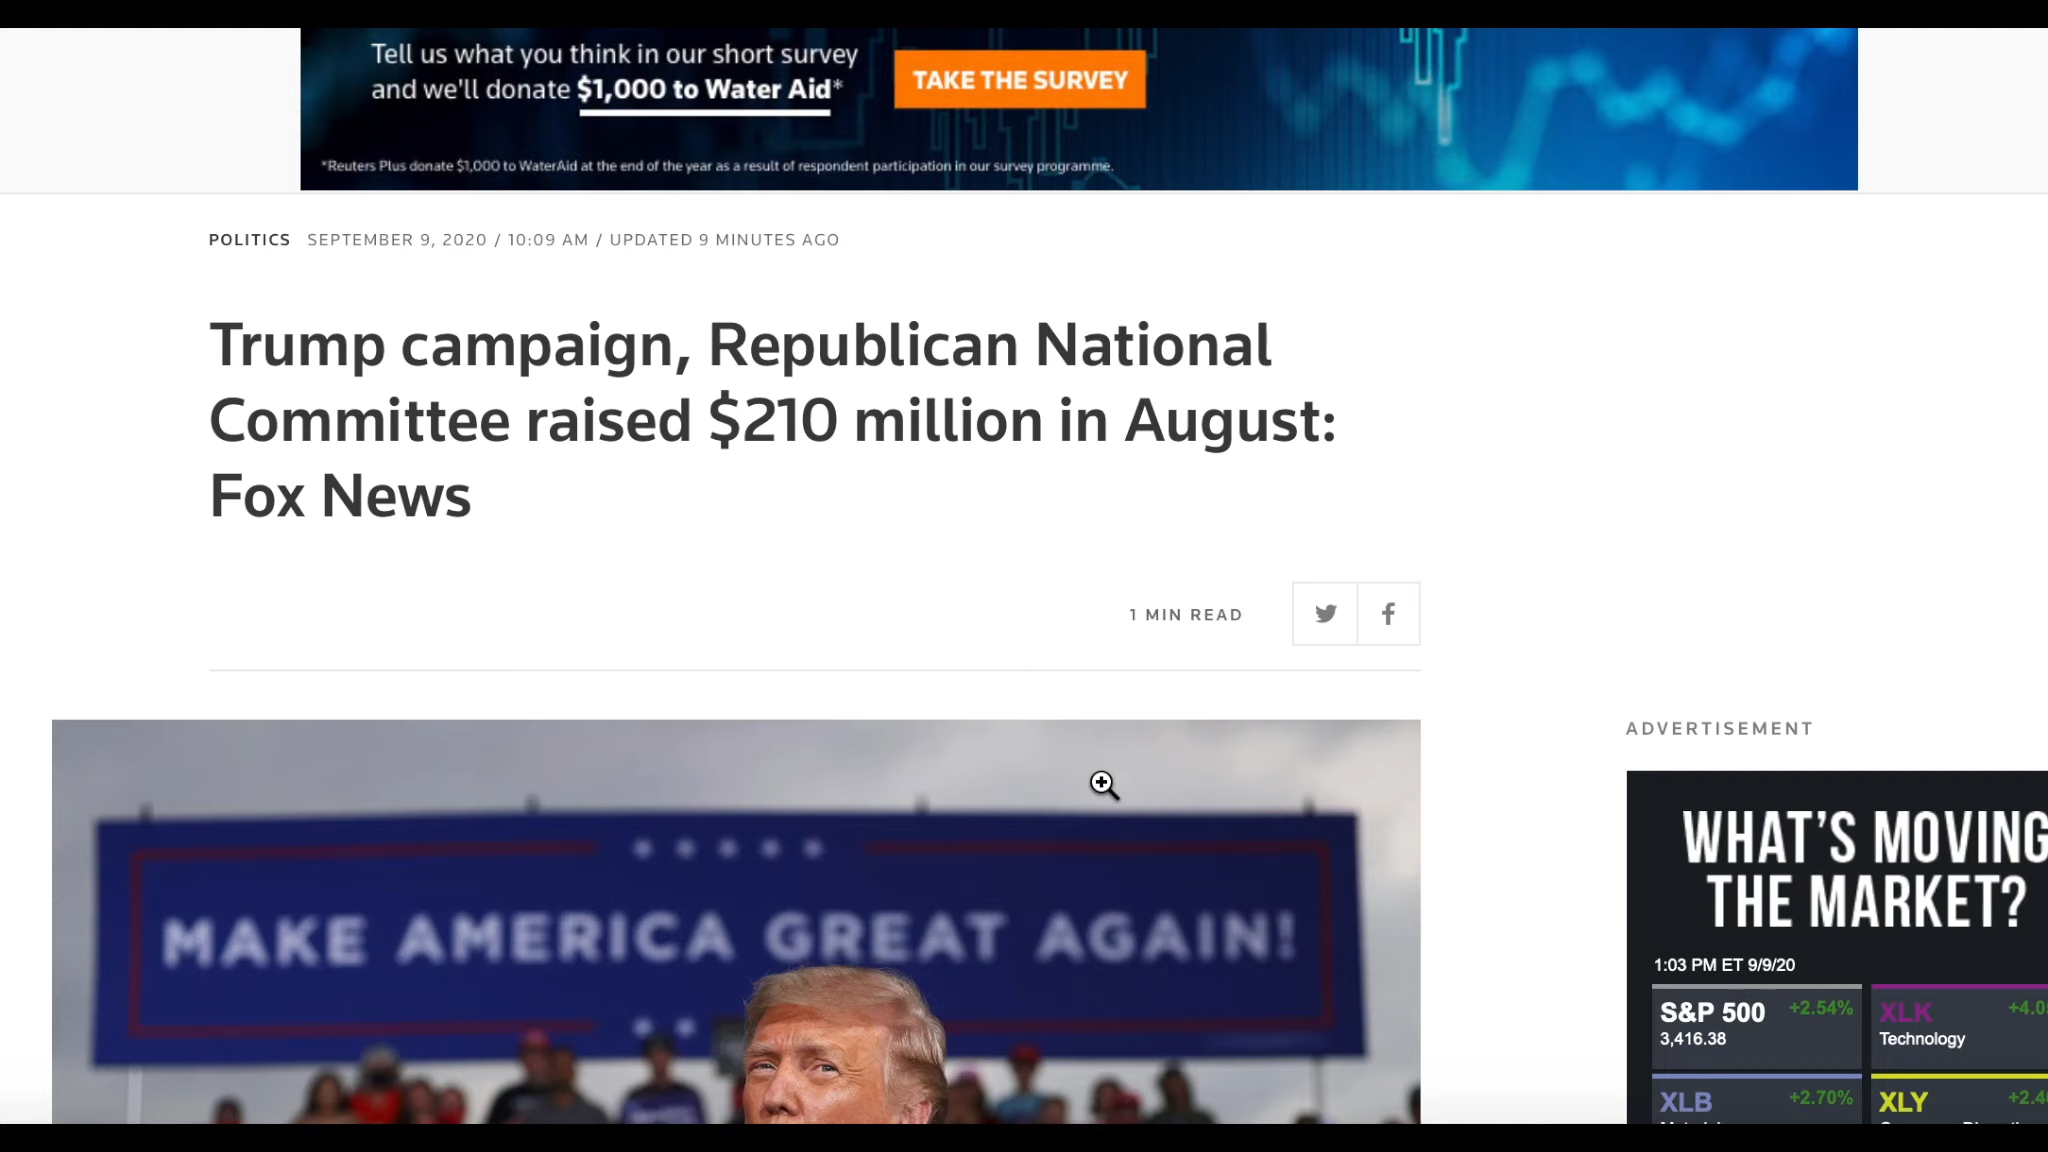 Tell us what you think in our short survey
and we'll donate $1,000 to Water Aid*
TAKE THE SURVEY
*Reuters Plus donate $1,000 to WaterAid at the end of the year as a result of respondent participation in our survey programme.
POLITICS SEPTEMBER 9, 2020 / 10:09 AM / UPDATED 9 MINUTES AGO
Trump campaign, Republican National
Committee raised $210 million in August:
Fox News
1 MIN READ
MAKE AMERICA GREAT AGAIN!
ADVERTISEMENT
WHAT'S MOVING
THE MARKET?
1:03 PM ET 9/9/20
S&P 500 +2.54%
3,416.38
XLK
Technology
XLB +2.70%
XLY